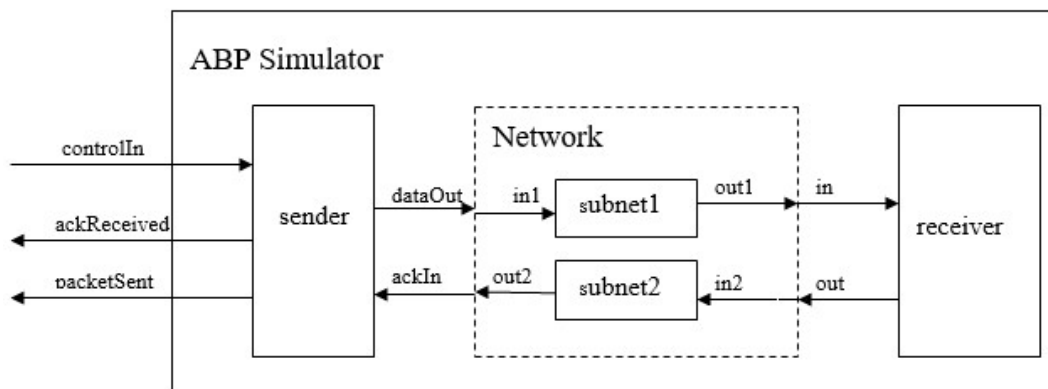 ABP Simulator
controlIn
ackReceived
packetSent
sender
dataOut
ackIn
Network
in1
subnet1
out1
out2
subnet2
in2
in
out
receiver